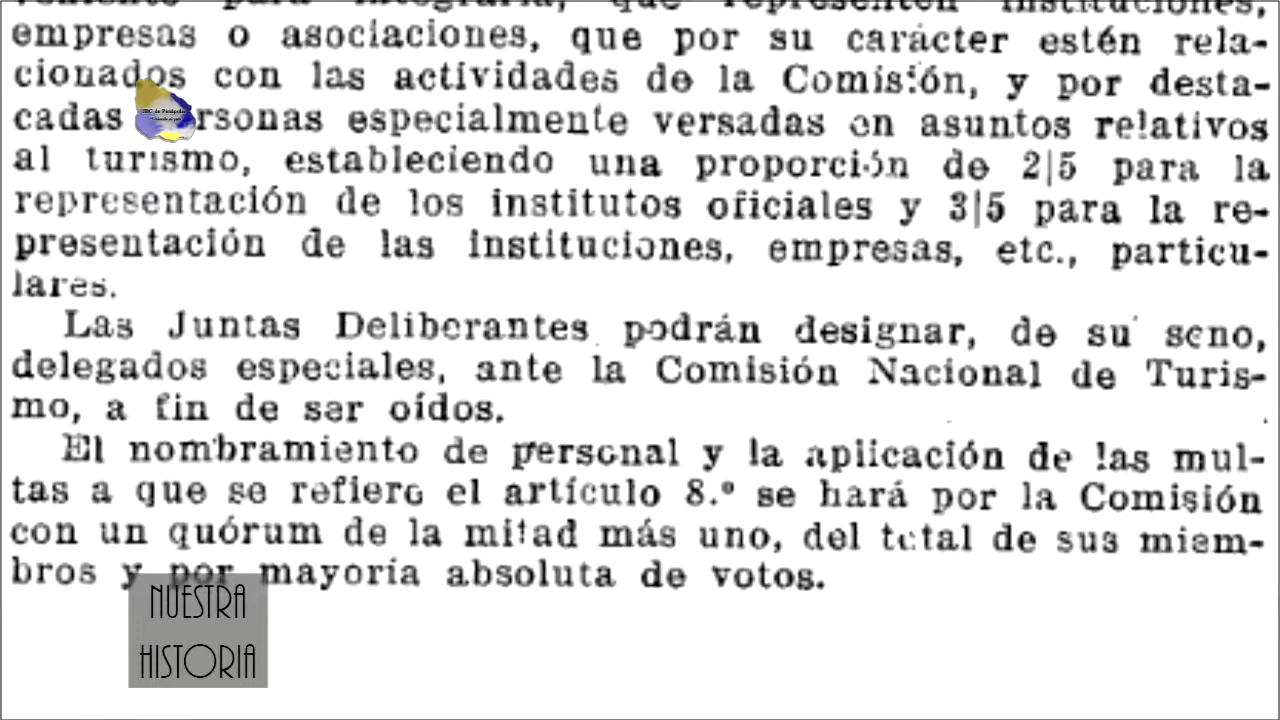 veniente para integrarla, que representen instituciones,
empresas o asociaciones, que por su carácter estén rela-
cionados con las actividades de la Comisión, y por desta-
cadas personas especialmente versadas en asuntos relativos
al turismo, estableciendo una proporción de 2|5 para la
representación de los institutos oficiales y 3|5 para la re-
presentación de las instituciones, empresas, etc., particu-
lares.
Las Juntas Deliberantes podrán designar, de su seno,
delegados especiales, ante la Comisión Nacional de Turis-
mo, a fin de ser oídos.
El nombramiento de personal y la aplicación de las mul-
tas a que se refiere el artículo 8.º se hará por la Comisión
con un quórum de la mitad más uno, del total de sus miem-
bros y por mayoría absoluta de votos.
NUESTRA
HISTORIA